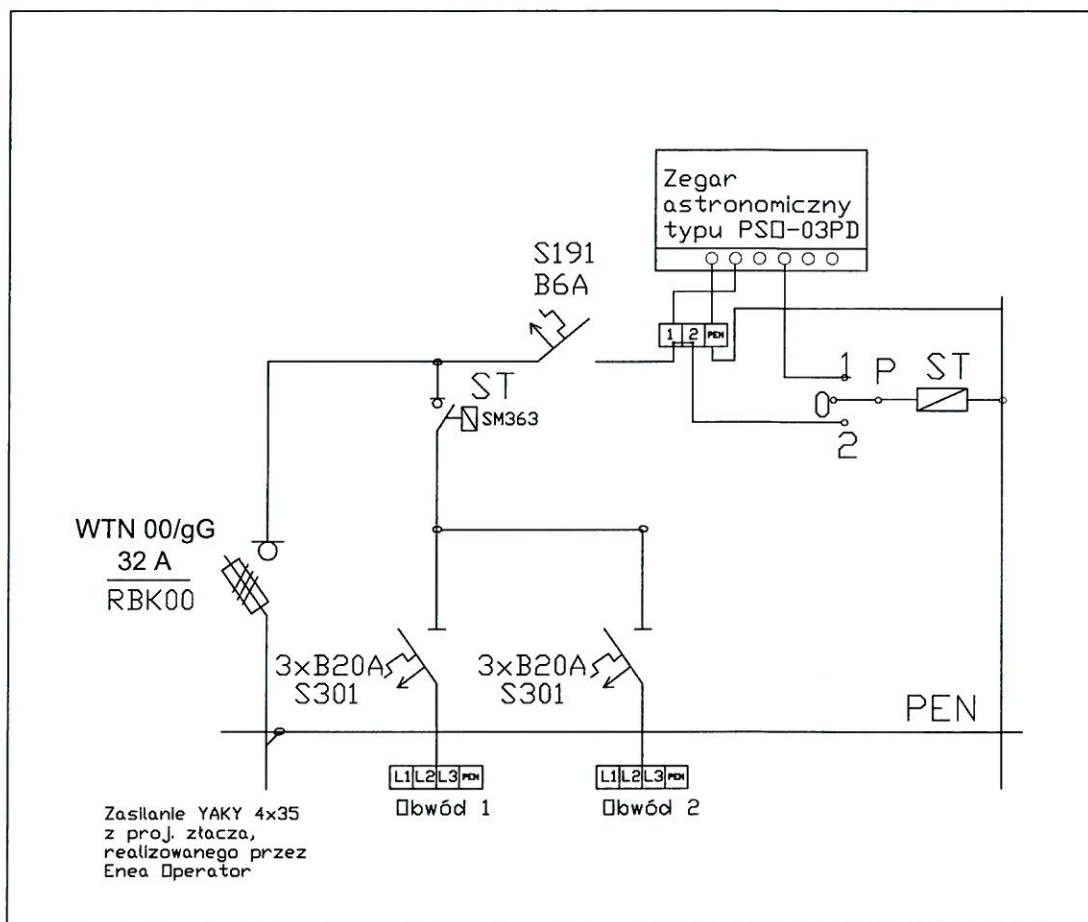 Zegar
astronomiczny
typu PSO-03PD
S191
B6A
1 2 PEN
1
P
ST
0
2
ST
SM363
WTN 00/gG
32 A
RBK00
3xB20A
S301
3xB20A
S301
PEN
L1 L2 L3 PEN
L1 L2 L3 PEN
Obwód 1
Obwód 2
Zasilanie YAKY 4x35
z proj. złacza,
realizowanego przez
Enea Operator